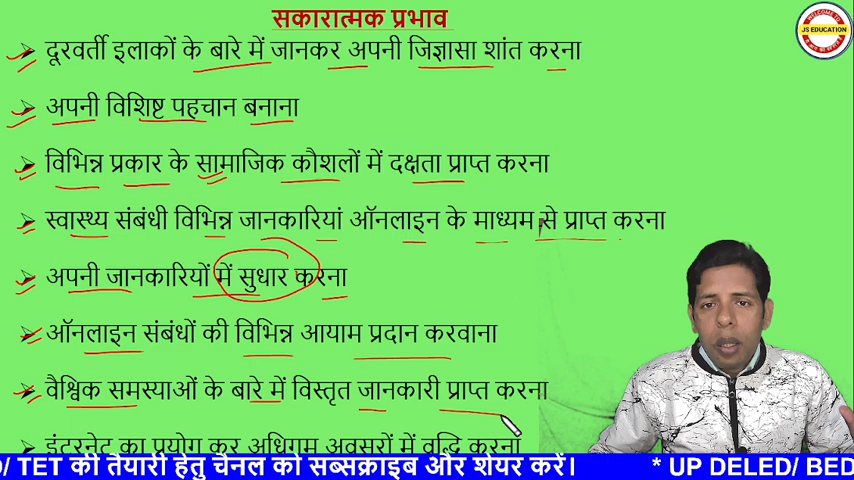 सकारात्मक प्रभाव
WELCOME TO
JS EDUCATION
दूरवर्ती इलाकों के बारे में जानकर अपनी जिज्ञासा शांत करना
अपनी विशिष्ट पहचान बनाना
विभिन्न प्रकार के सामाजिक कौशलों में दक्षता प्राप्त करना
स्वास्थ्य संबंधी विभिन्न जानकारियां ऑनलाइन के माध्यम से प्राप्त करना
अपनी जानकारियों में सुधार करना
ऑनलाइन संबंधों की विभिन्न आयाम प्रदान करवाना
वैश्विक समस्याओं के बारे में विस्तृत जानकारी प्राप्त करना
इंटरनेट का प्रयोग कर अधिगम अवसरों में वृद्धि करना
/ TET की तैयारी हेतु चैनल को सब्सक्राइब और शेयर करें। * UP DELED/ BED